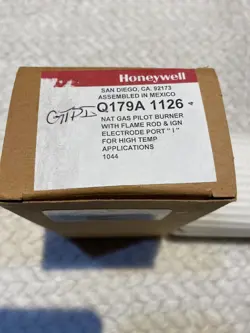 Honeywell
SAN DIEGO, CA. 92173
ASSEMBLED IN MEXICO
Q179A 1126
NAT GAS PILOT BURNER
WITH FLAME ROD & IGN
ELECTRODE PORT " I "
FOR HIGH TEMP
APPLICATIONS
1044